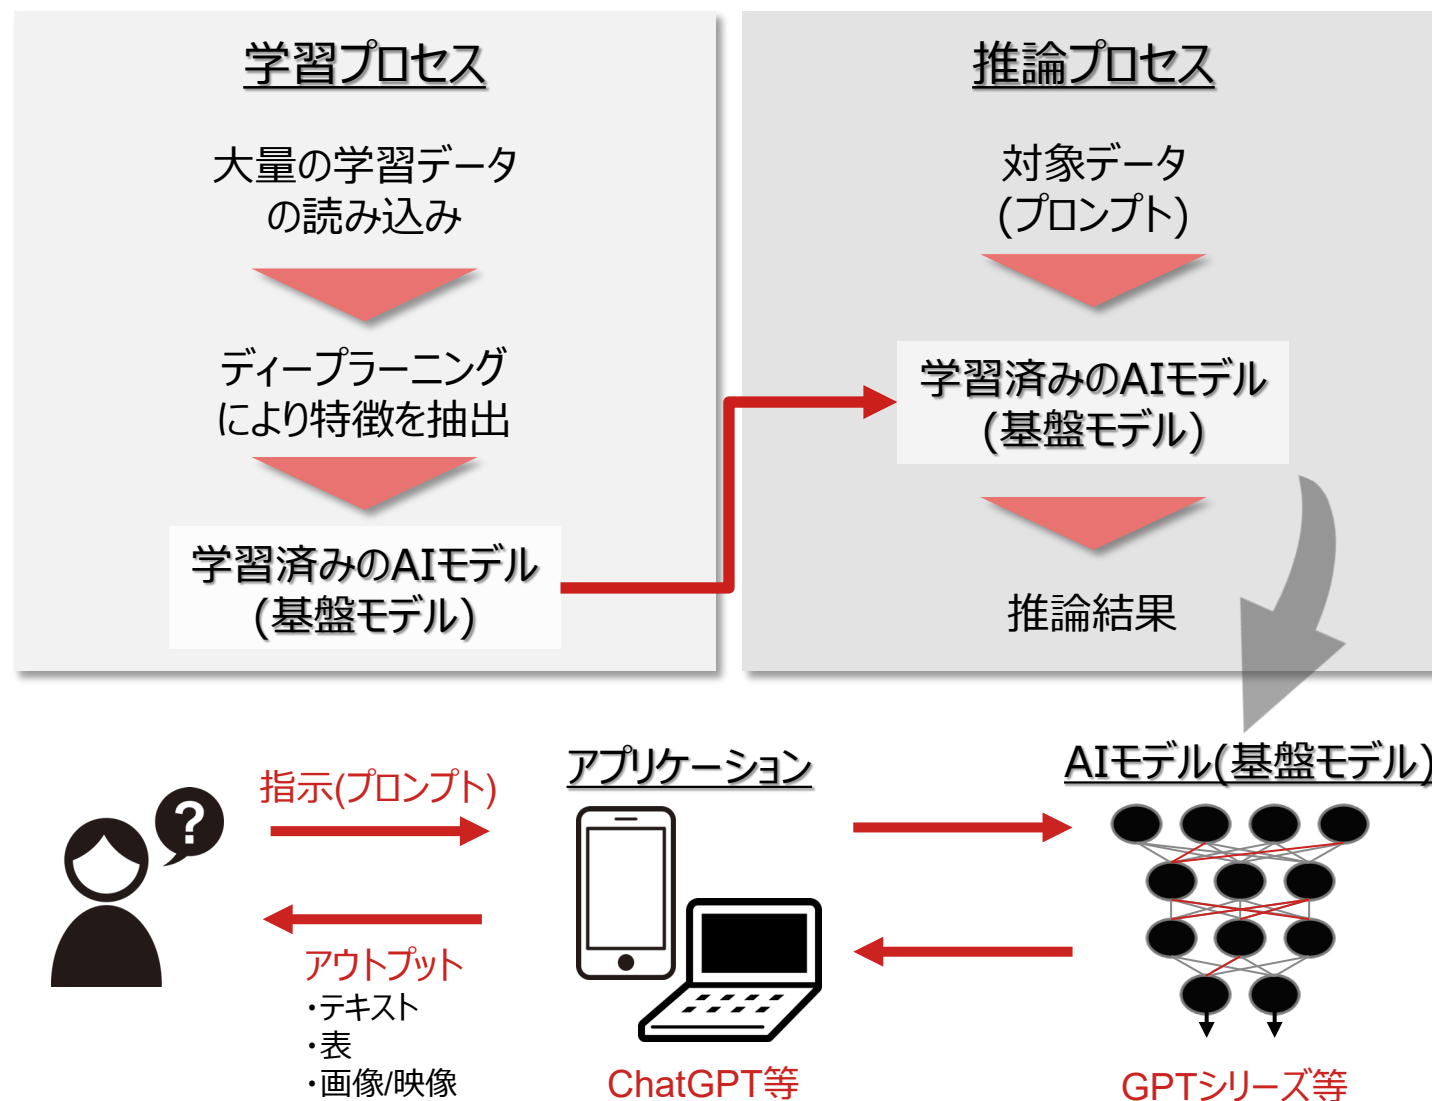 学習プロセス
大量の学習データ
の読み込み
ディープラーニング
により特徴を抽出
学習済みのAIモデル
(基盤モデル)
推論プロセス
対象データ
(プロンプト)
学習済みのAIモデル
(基盤モデル)
推論結果
?
指示(プロンプト)
アウトプット
・テキスト
・表
・画像/映像
アプリケーション
ChatGPT等
AIモデル(基盤モデル)
GPTシリーズ等